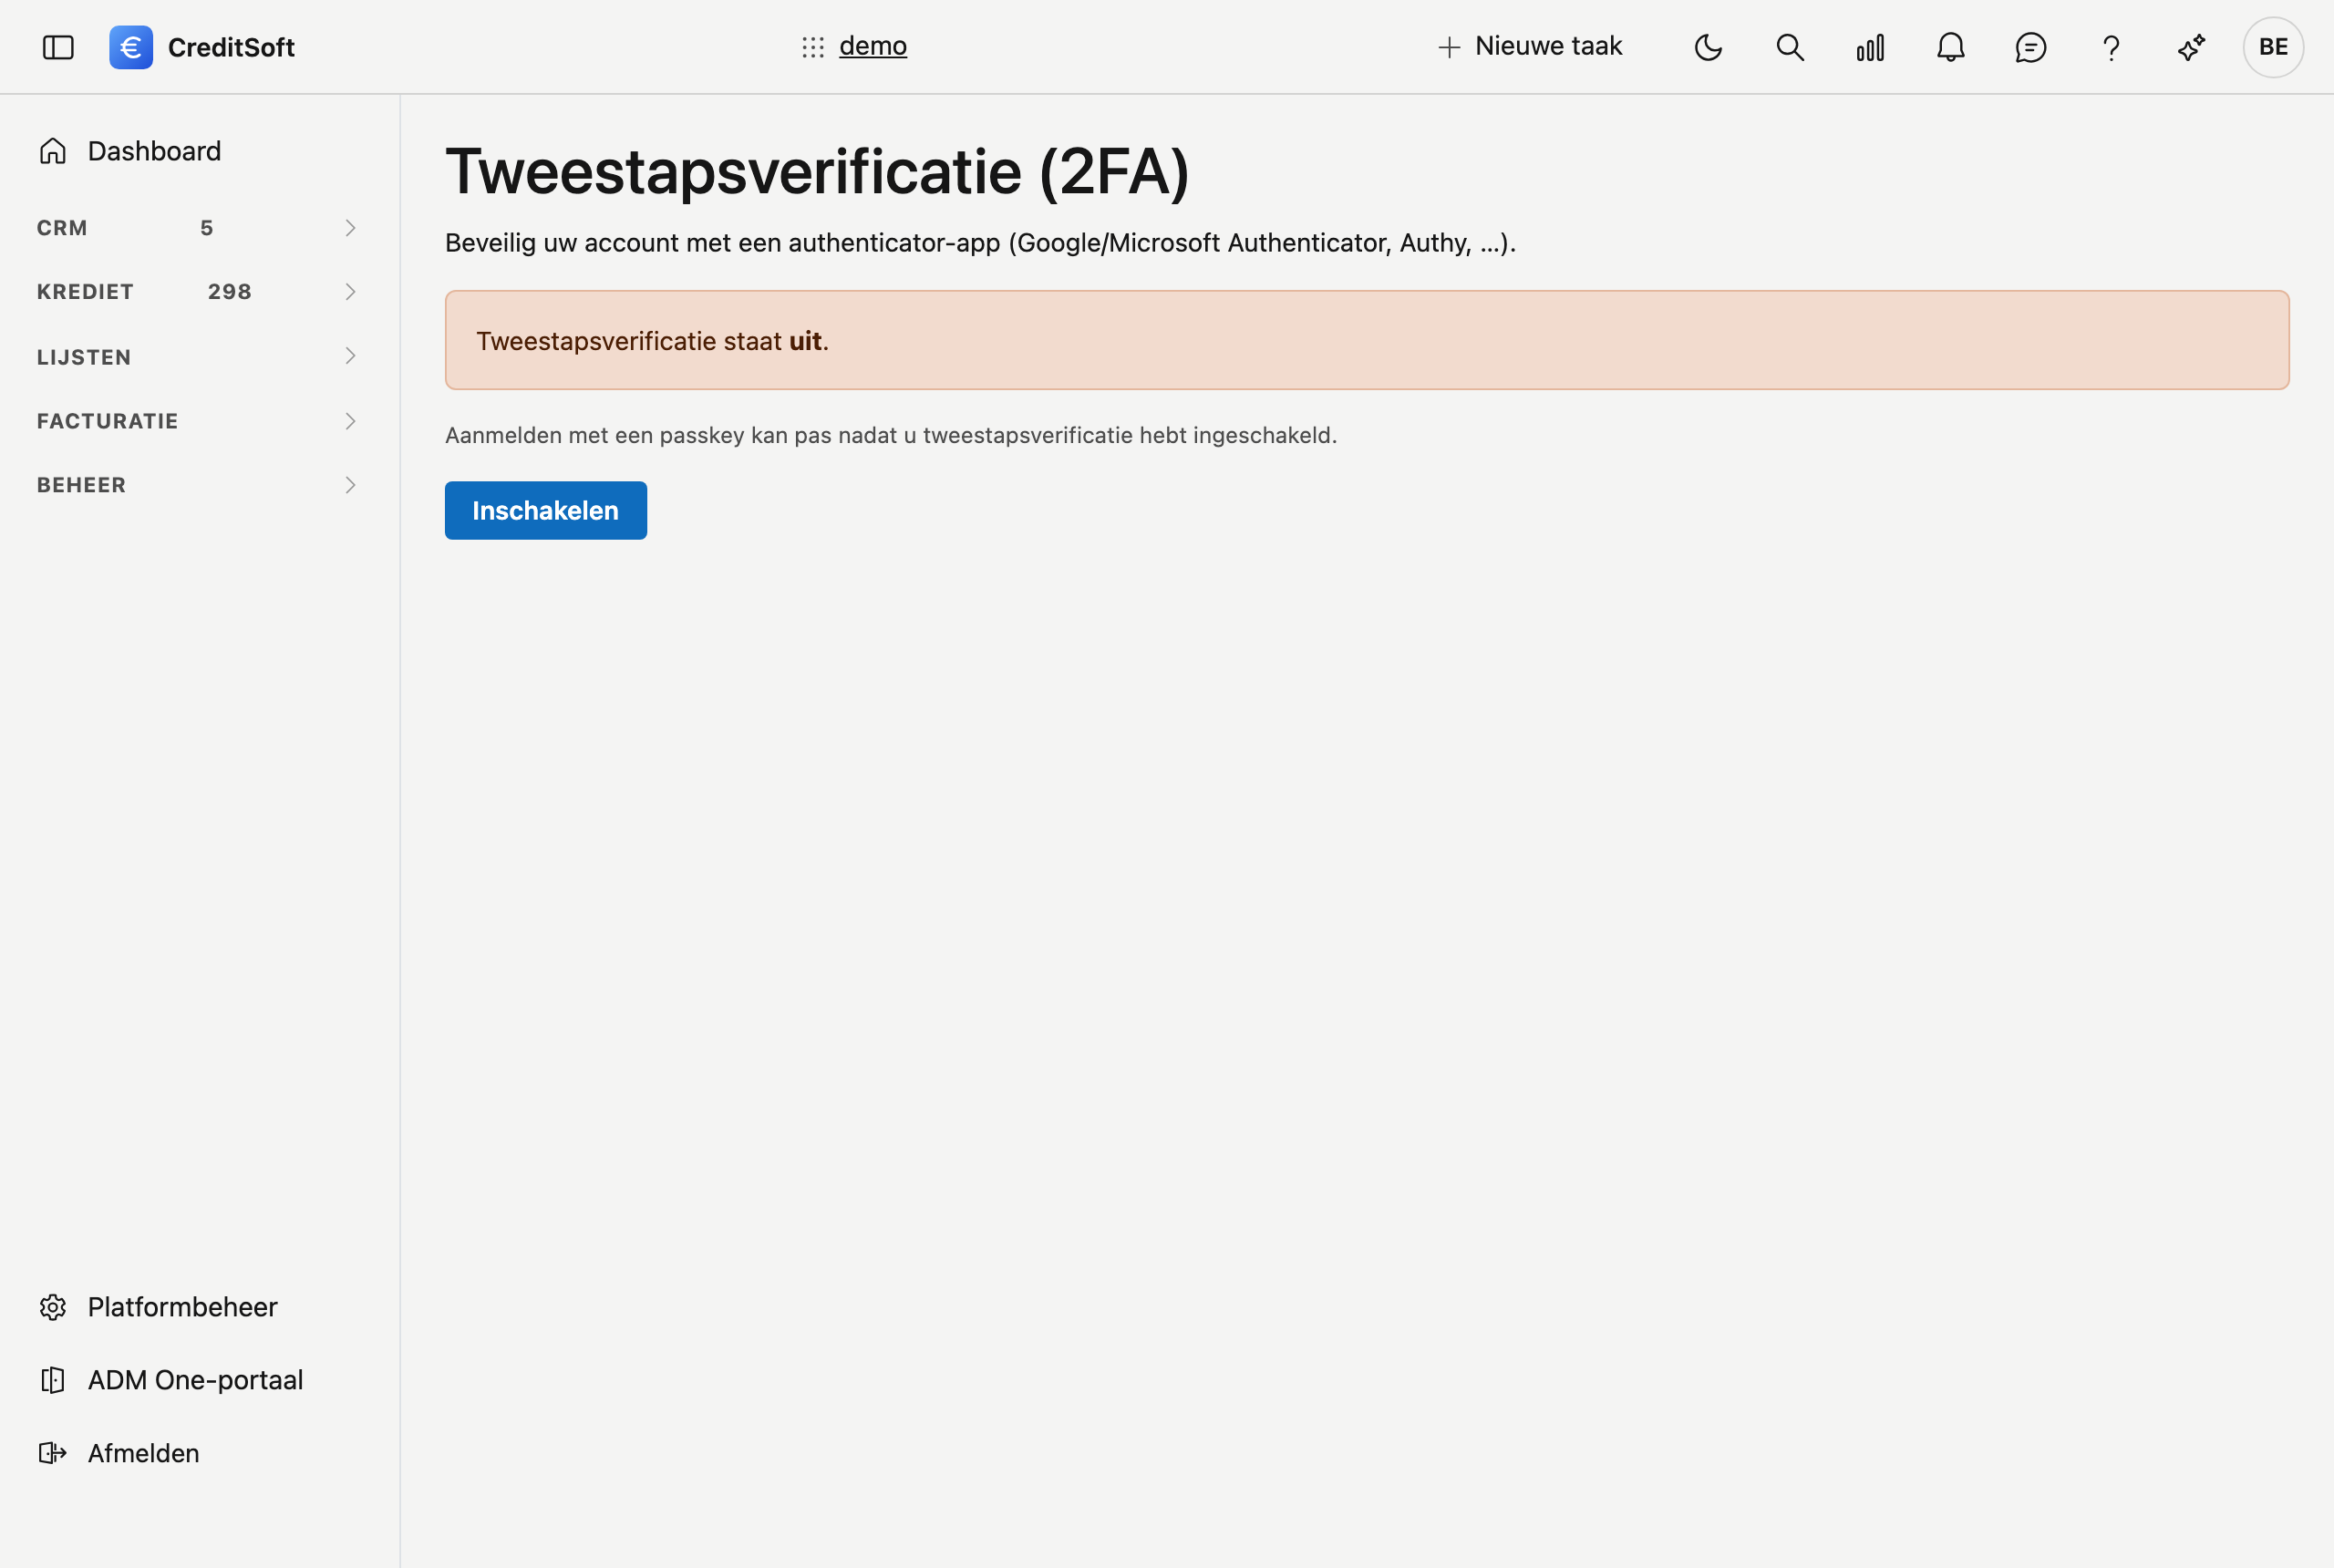 € CreditSoft
demo
Nieuwe taak
BE
Dashboard
CRM 5
KREDIET 298
LIJSTEN
FACTURATIE
BEHEER
Platformbeheer
ADM One-portaal
Afmelden
Tweestapsverificatie (2FA)
Beveilig uw account met een authenticator-app (Google/Microsoft Authenticator, Authy, ...).
Tweestapsverificatie staat uit.
Aanmelden met een passkey kan pas nadat u tweestapsverificatie hebt ingeschakeld.
Inschakelen